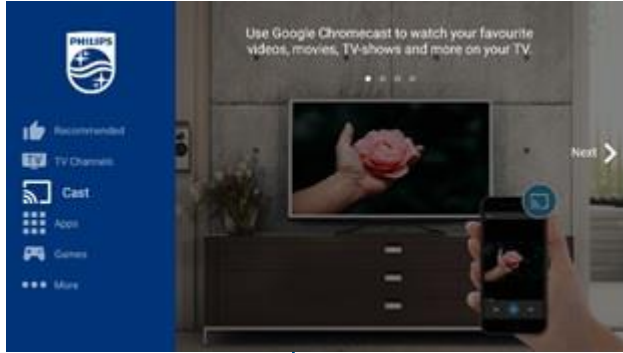 PHILIPS
Use Google Chromecast to watch your favourite
videos, movies, TV-shows and more on your TV.
Recommended
TV TV Channels
Cast
Apps
Games
More
Next